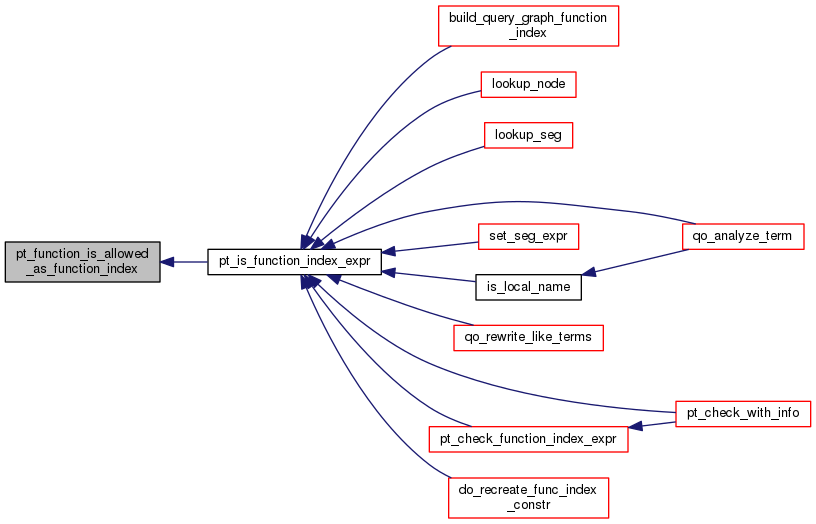 build_query_graph_function
_index
lookup_node
lookup_seg
qo_analyze_term
set_seg_expr
pt_function_is_allowed
_as_function_index
pt_is_function_index_expr
is_local_name
qo_rewrite_like_terms
pt_check_with_info
pt_check_function_index_expr
do_recreate_func_index
_constr